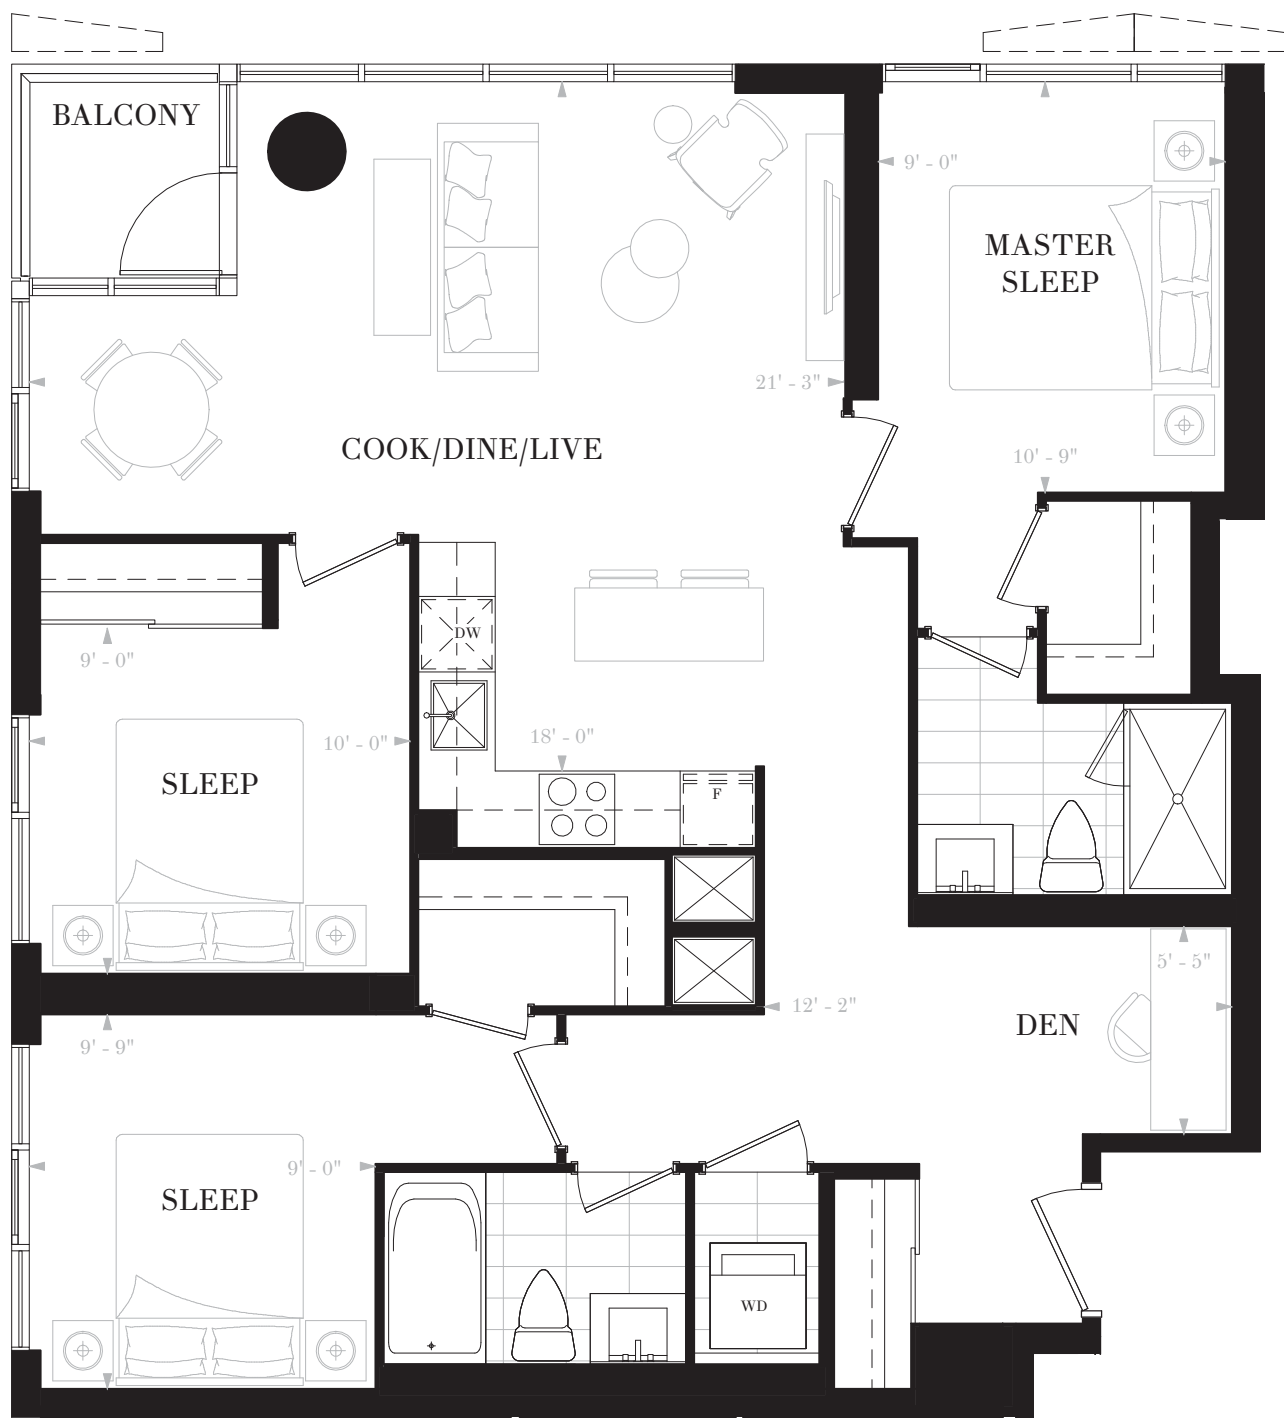 BALCONY
9' - 0"
MASTER
SLEEP
21' - 3"
COOK/DINE/LIVE
10' - 9"
DW
9' - 0"
18' - 0"
10' - 0"
SLEEP
F
5' - 5"
12' - 2"
DEN
9' - 9"
9' - 0"
SLEEP
WD